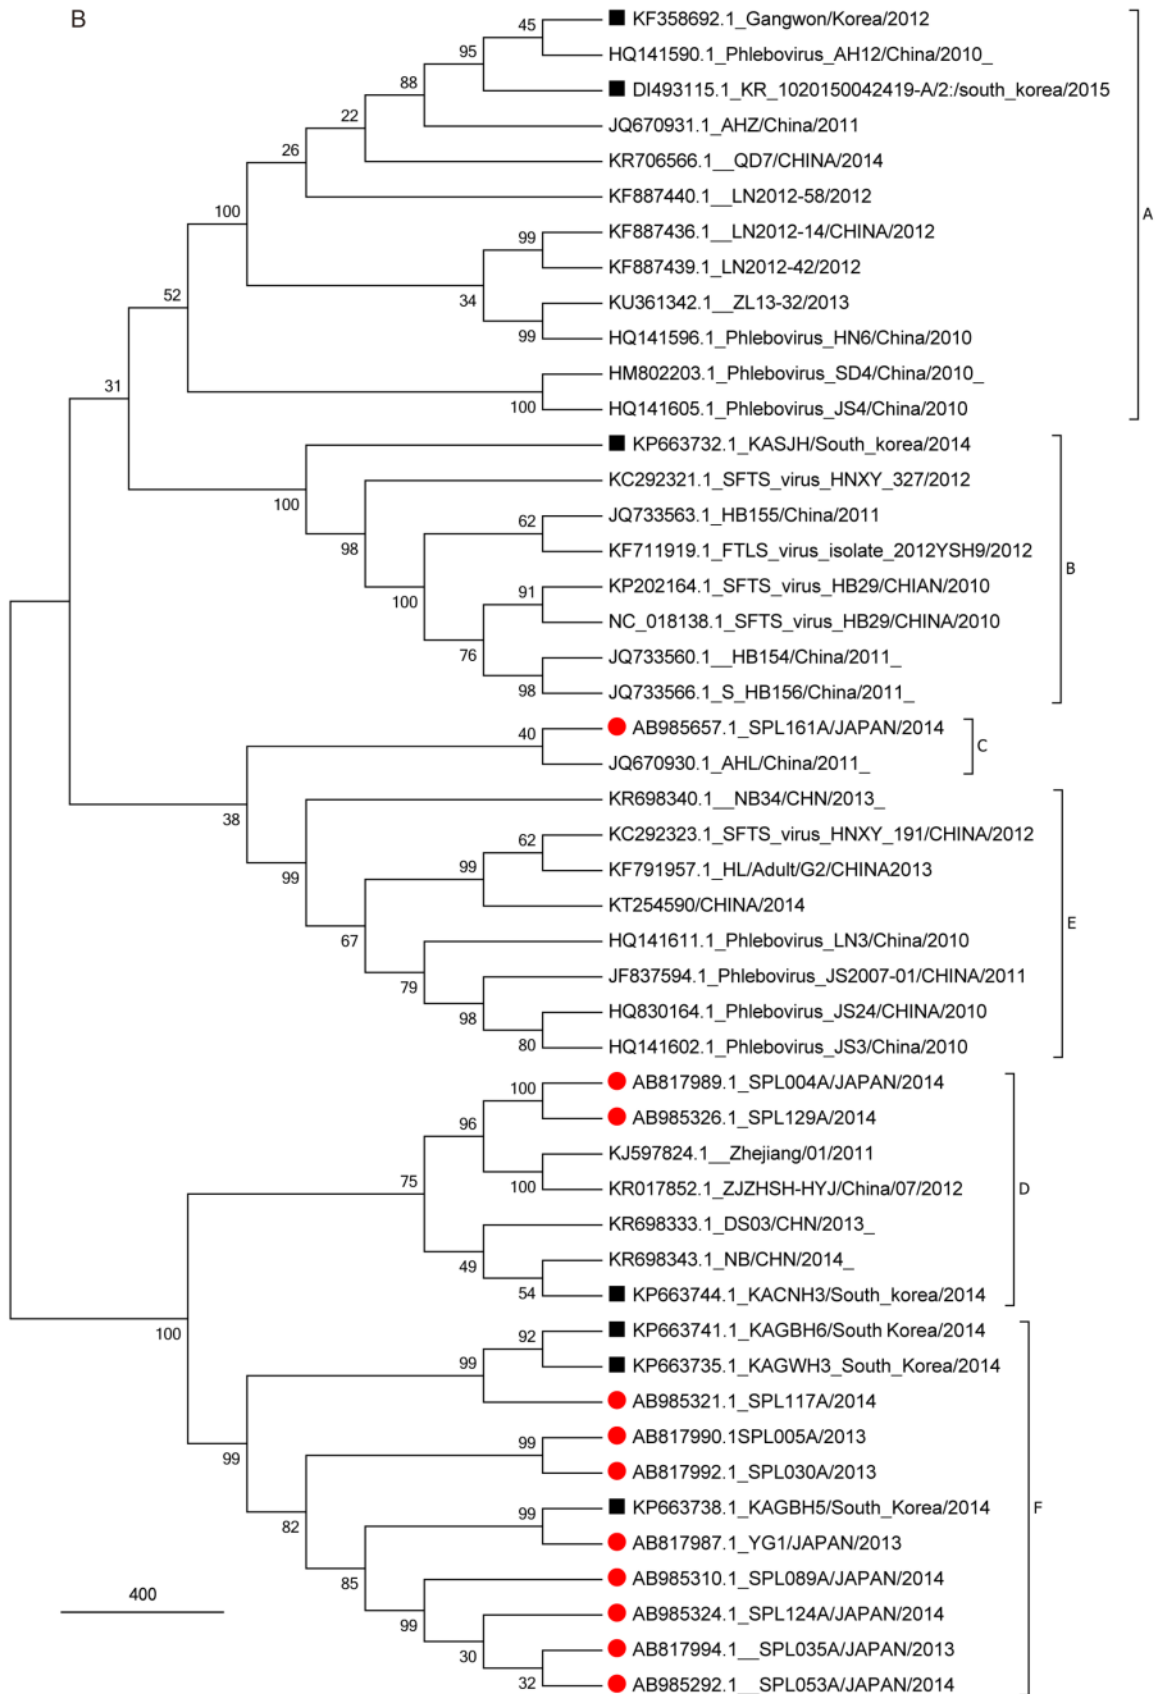 B
45
KF358692.1_Gangwon/Korea/2012
HQ141590.1_Phlebovirus_AH12/China/2010_
95
DI493115.1_KR_1020150042419-A/2:/south_korea/2015
88
JQ670931.1_AHZ/China/2011
22
KR706566.1__QD7/CHINA/2014
26
KF887440.1__LN2012-58/2012
100
A
99
KF887436.1__LN2012-14/CHINA/2012
KF887439.1_LN2012-42/2012
34
KU361342.1__ZL13-32/2013
52
99
HQ141596.1_Phlebovirus_HN6/China/2010
HM802203.1_Phlebovirus_SD4/China/2010_
31
100
HQ141605.1_Phlebovirus_JS4/China/2010
KP663732.1_KASJH/South_korea/2014
KC292321.1_SFTS_virus_HNXY_327/2012
100
62
JQ733563.1_HB155/China/2011
98
KF711919.1_FTLS_virus_isolate_2012YSH9/2012
B
91
KP202164.1_SFTS_virus_HB29/CHIAN/2010
100
NC_018138.1_SFTS_virus_HB29/CHINA/2010
76
JQ733560.1__HB154/China/2011_
98
JQ733566.1_S_HB156/China/2011_
40
AB985657.1_SPL161A/JAPAN/2014
C
JQ670930.1_AHL/China/2011_
38
KR698340.1__NB34/CHN/2013_
62
KC292323.1_SFTS_virus_HNXY_191/CHINA/2012
99
99
KF791957.1_HL/Adult/G2/CHINA2013
KT254590/CHINA/2014
E
67
HQ141611.1_Phlebovirus_LN3/China/2010
79
JF837594.1_Phlebovirus_JS2007-01/CHINA/2011
98
HQ830164.1_Phlebovirus_JS24/CHINA/2010
80
HQ141602.1_Phlebovirus_JS3/China/2010
100
AB817989.1_SPL004A/JAPAN/2014
96
AB985326.1_SPL129A/2014
KJ597824.1__Zhejiang/01/2011
75
100
KR017852.1_ZJZHSH-HYJ/China/07/2012
D
KR698333.1_DS03/CHN/2013_
49
KR698343.1_NB/CHN/2014_
54
KP663744.1_KACNH3/South_korea/2014
100
92
KP663741.1_KAGBH6/South Korea/2014
99
KP663735.1_KAGWH3_South_Korea/2014
AB985321.1_SPL117A/2014
99
99
AB817990.1SPL005A/2013
AB817992.1_SPL030A/2013
82
99
KP663738.1_KAGBH5/South_Korea/2014
F
AB817987.1_YG1/JAPAN/2013
85
AB985310.1_SPL089A/JAPAN/2014
400
99
AB985324.1_SPL124A/JAPAN/2014
30
AB817994.1__SPL035A/JAPAN/2013
32
AB985292.1__SPL053A/JAPAN/2014